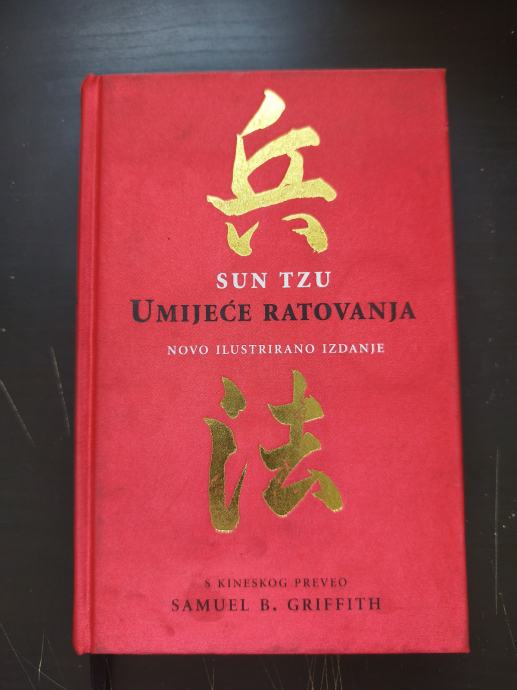 兵
SUN TZU
UMIJEĆE RATOVANJA
NOVO ILUSTRIRANO IZDANJE
法
S KINESKOG PREVEO
SAMUEL B. GRIFFITH